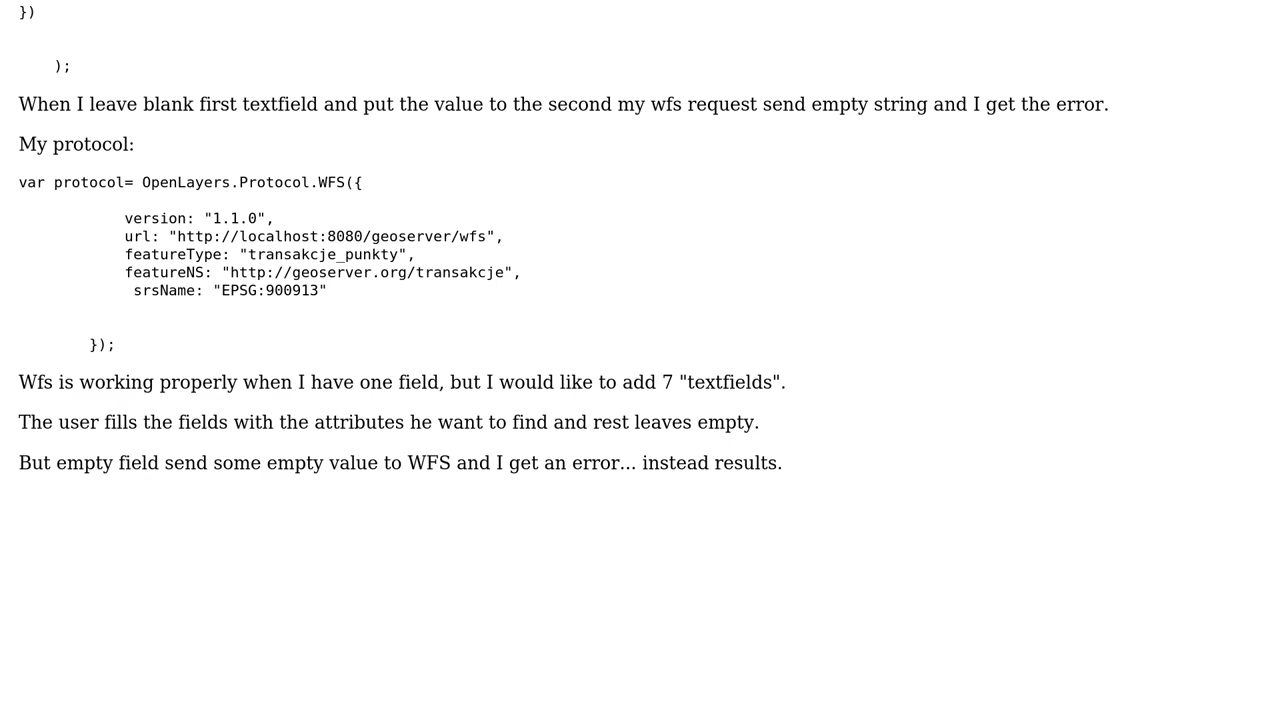 })
);
When I leave blank first textfield and put the value to the second my wfs request send empty string and I get the error.
My protocol:
var protocol= OpenLayers.Protocol.WFS({
version: "1.1.0",
url: "http://localhost:8080/geoserver/wfs",
featureType: "transakcje_punkty",
featureNS: "http://geoserver.org/transakcje",
srsName: "EPSG:900913"
});
Wfs is working properly when I have one field, but I would like to add 7 "textfields".
The user fills the fields with the attributes he want to find and rest leaves empty.
But empty field send some empty value to WFS and I get an error... instead results.